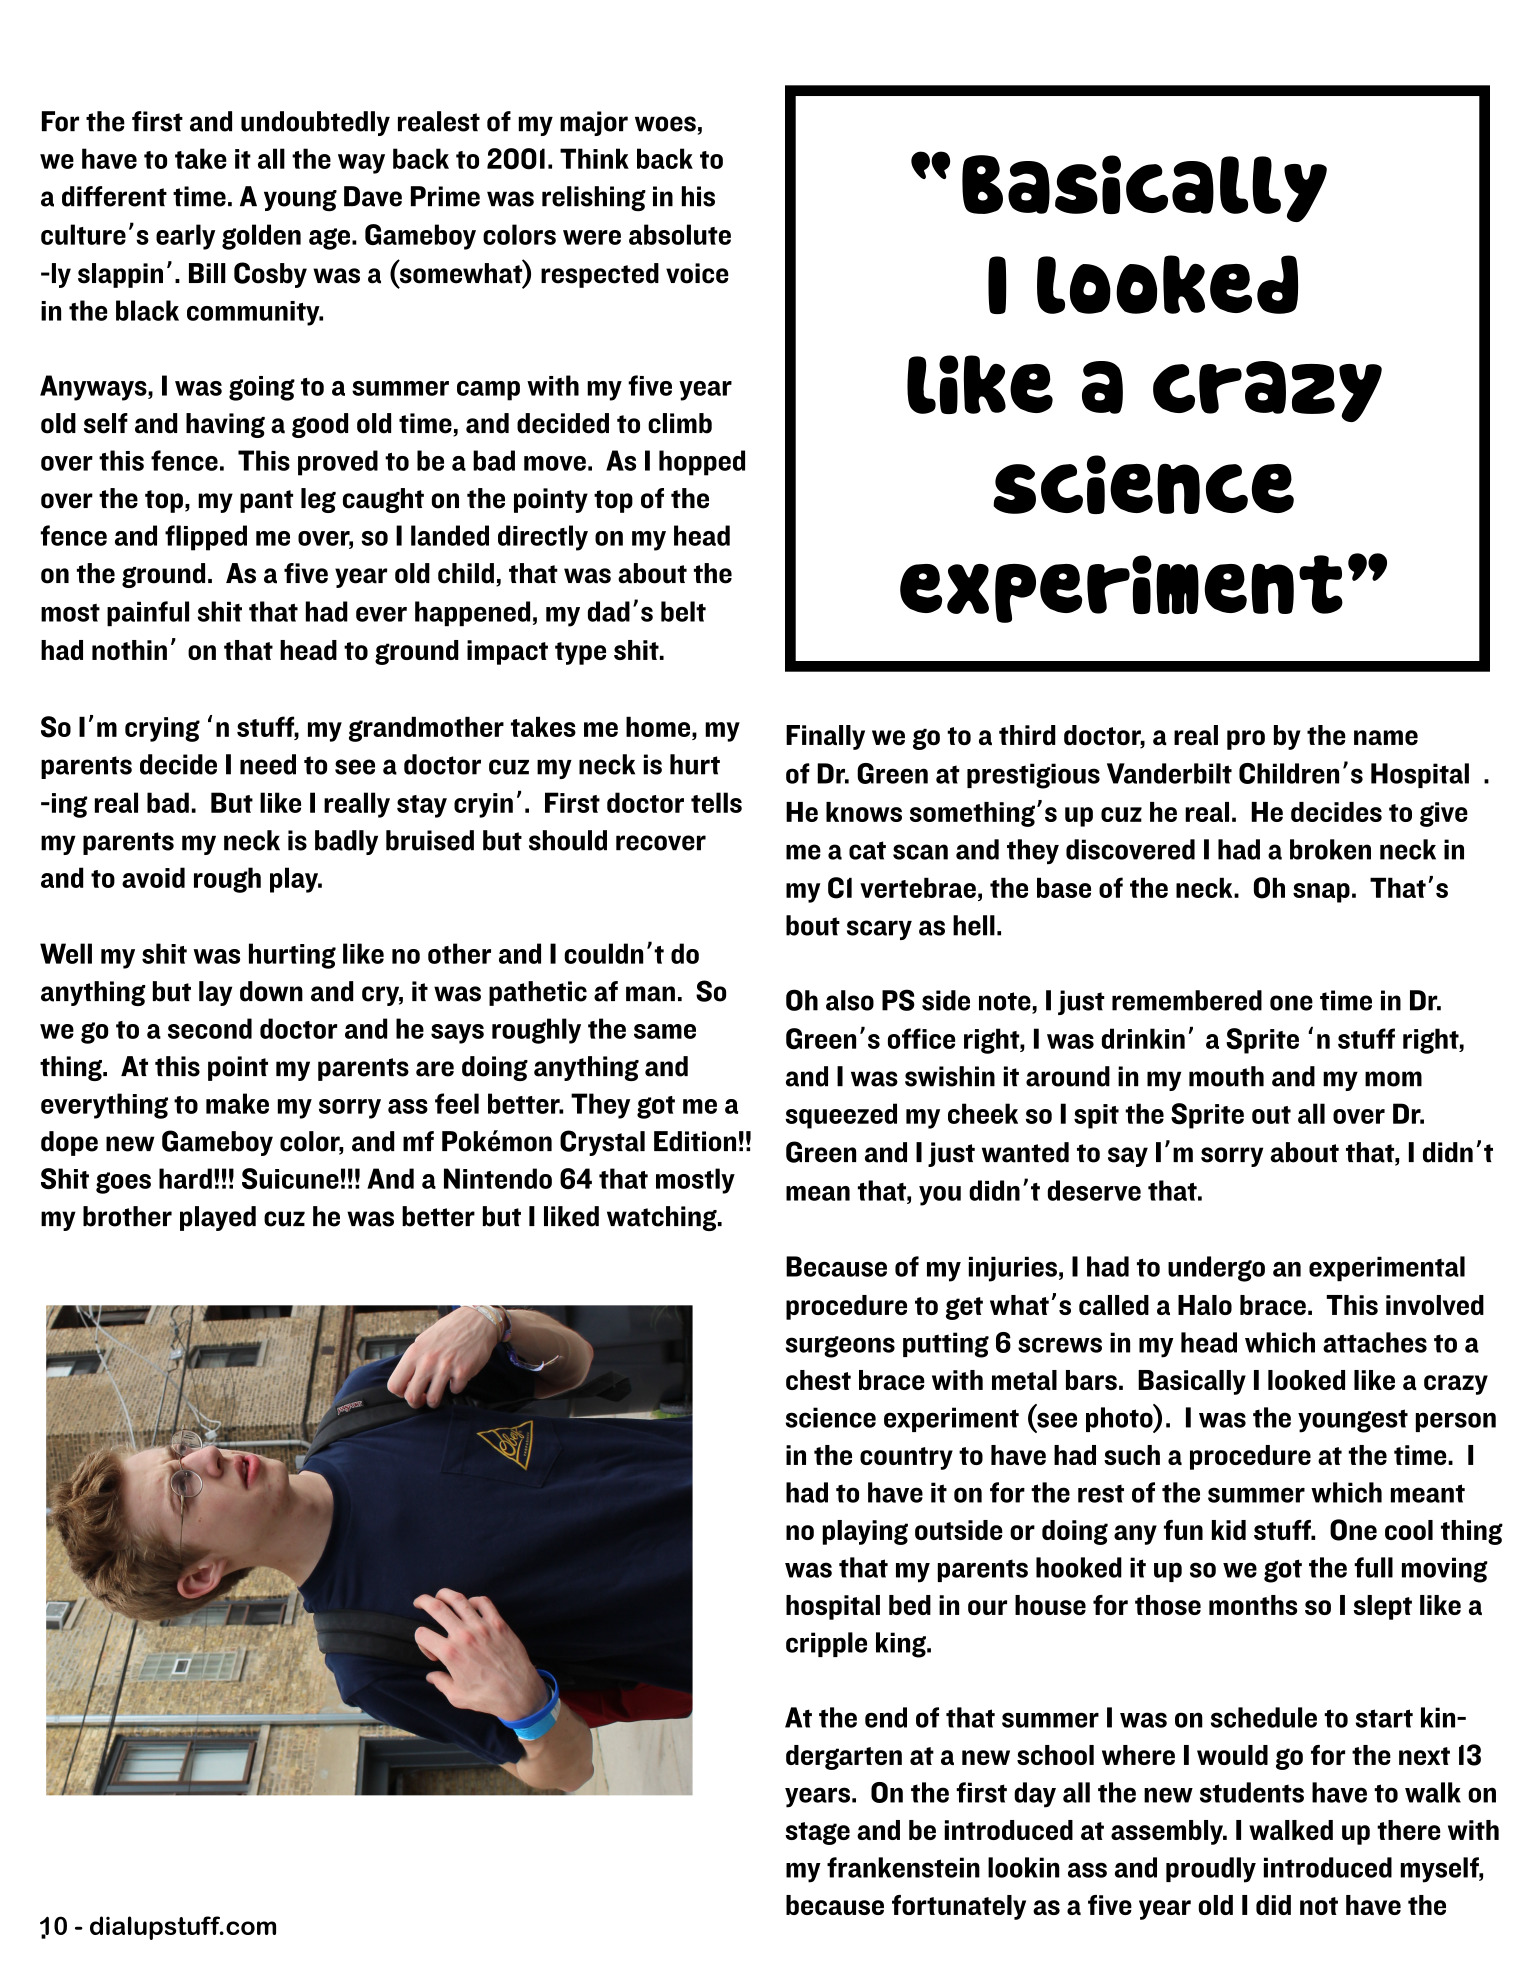 For the first and undoubtedly realest of my major woes,
we have to take it all the way back to 2001. Think back to
a different time. A young Dave Prime was relishing in his
culture's early golden age. Gameboy colors were absolute
-ly slappin'. Bill Cosby was a (somewhat) respected voice
in the black community.
Anyways, I was going to a summer camp with my five year
old self and having a good old time, and decided to climb
over this fence.  This proved to be a bad move.  As I hopped
over the top, my pant leg caught on the pointy top of the
fence and flipped me over, so I landed directly on my head
on the ground.  As a five year old child, that was about the
most painful shit that had ever happened, my dad's belt
had nothin' on that head to ground impact type shit.
So I'm crying ‘n stuff, my grandmother takes me home, my
parents decide I need to see a doctor cuz my neck is hurt
-ing real bad.  But like I really stay cryin'.  First doctor tells
my parents my neck is badly bruised but should recover
and to avoid rough play.
Well my shit was hurting like no other and I couldn't do
anything but lay down and cry, it was pathetic af man.  So
we go to a second doctor and he says roughly the same
thing.  At this point my parents are doing anything and
everything to make my sorry ass feel better. They got me a
dope new Gameboy color, and mf Pokémon Crystal Edition!!
Shit goes hard!!! Suicune!!! And a Nintendo 64 that mostly
my brother played cuz he was better but I liked watching.
JANSPORT
Obey
10 - dialupstuff.com
"Basically
I looked
like a crazy
science
experiment"
Finally we go to a third doctor, a real pro by the name
of Dr. Green at prestigious Vanderbilt Children's Hospital .
He knows something's up cuz he real.  He decides to give
me a cat scan and they discovered I had a broken neck in
my C1 vertebrae, the base of the neck.  Oh snap.  That's
bout scary as hell.
Oh also PS side note, I just remembered one time in Dr.
Green's office right, I was drinkin' a Sprite ‘n stuff right,
and I was swishin it around in my mouth and my mom
squeezed my cheek so I spit the Sprite out all over Dr.
Green and I just wanted to say I'm sorry about that, I didn't
mean that, you didn't deserve that.
Because of my injuries, I had to undergo an experimental
procedure to get what's called a Halo brace.  This involved
surgeons putting 6 screws in my head which attaches to a
chest brace with metal bars.  Basically I looked like a crazy
science experiment (see photo).  I was the youngest person
in the country to have had such a procedure at the time.  I
had to have it on for the rest of the summer which meant
no playing outside or doing any fun kid stuff.  One cool thing
was that my parents hooked it up so we got the full moving
hospital bed in our house for those months so I slept like a
cripple king.
At the end of that summer I was on schedule to start kin-
dergarten at a new school where I would go for the next 13
years.  On the first day all the new students have to walk on
stage and be introduced at assembly. I walked up there with
my frankenstein lookin ass and proudly introduced myself,
because fortunately as a five year old I did not have the